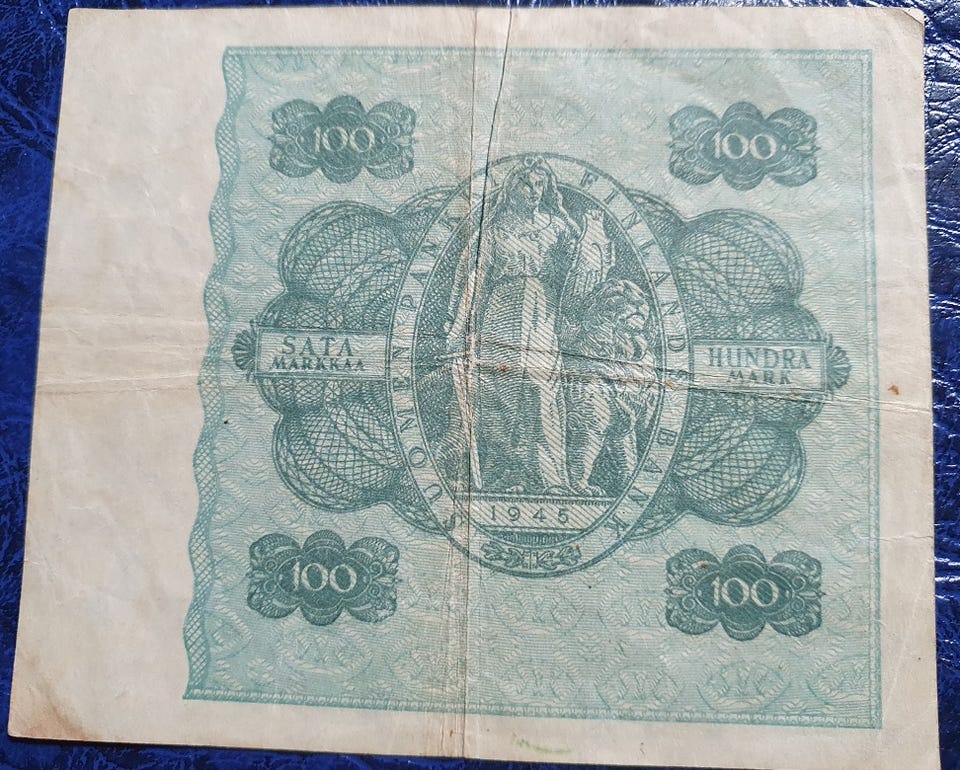 100
100
SUOMEN PANKKI
FINLANDS BANK
SATA
MARKKAA
HUNDRA
MARK
1945
100
100